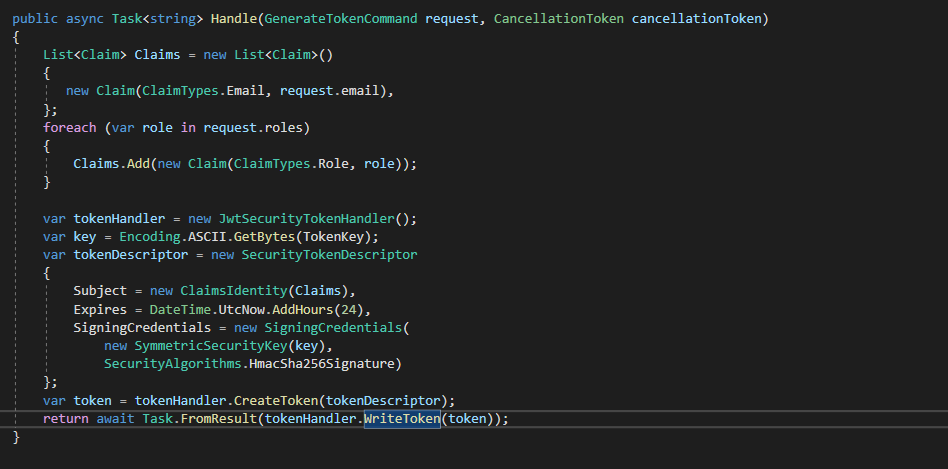 public async Task<string> Handle(GenerateTokenCommand request, CancellationToken cancellationToken)
{
    List<Claim> Claims = new List<Claim>()
    {
       new Claim(ClaimTypes.Email, request.email),
    };
    foreach (var role in request.roles)
    {
        Claims.Add(new Claim(ClaimTypes.Role, role));
    }

    var tokenHandler = new JwtSecurityTokenHandler();
    var key = Encoding.ASCII.GetBytes(TokenKey);
    var tokenDescriptor = new SecurityTokenDescriptor
    {
        Subject = new ClaimsIdentity(Claims),
        Expires = DateTime.UtcNow.AddHours(24),
        SigningCredentials = new SigningCredentials(
            new SymmetricSecurityKey(key),
            SecurityAlgorithms.HmacSha256Signature)
    };
    var token = tokenHandler.CreateToken(tokenDescriptor);
    return await Task.FromResult(tokenHandler.WriteToken(token));
}